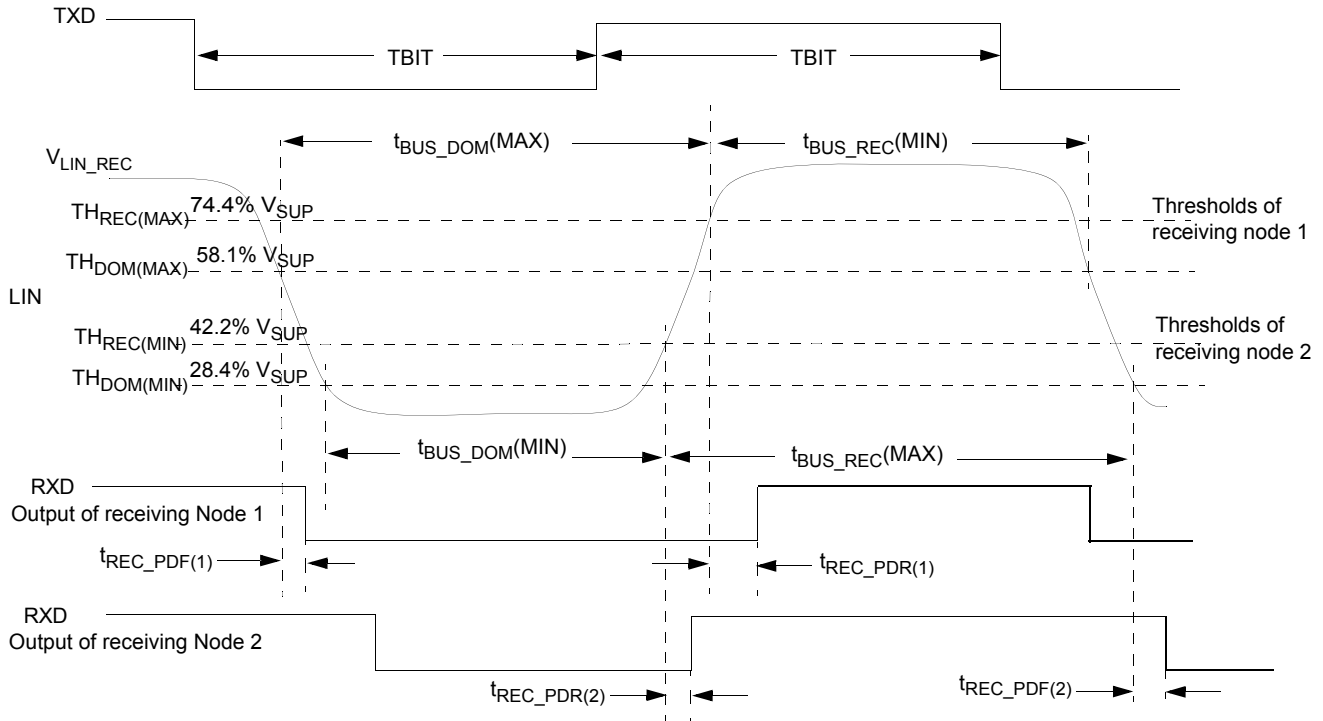 TXD
TBIT TBIT
t_BUS_DOM(MAX) t_BUS_REC(MIN)
V_LIN_REC
TH_REC(MAX) 74.4% V_SUP
Thresholds of
receiving node 1
TH_DOM(MAX) 58.1% V_SUP
LIN
TH_REC(MIN) 42.2% V_SUP
Thresholds of
receiving node 2
TH_DOM(MIN) 28.4% V_SUP
t_BUS_DOM(MIN) t_BUS_REC(MAX)
RXD
Output of receiving Node 1
t_REC_PDF(1) t_REC_PDR(1)
RXD
Output of receiving Node 2
t_REC_PDR(2) t_REC_PDF(2)